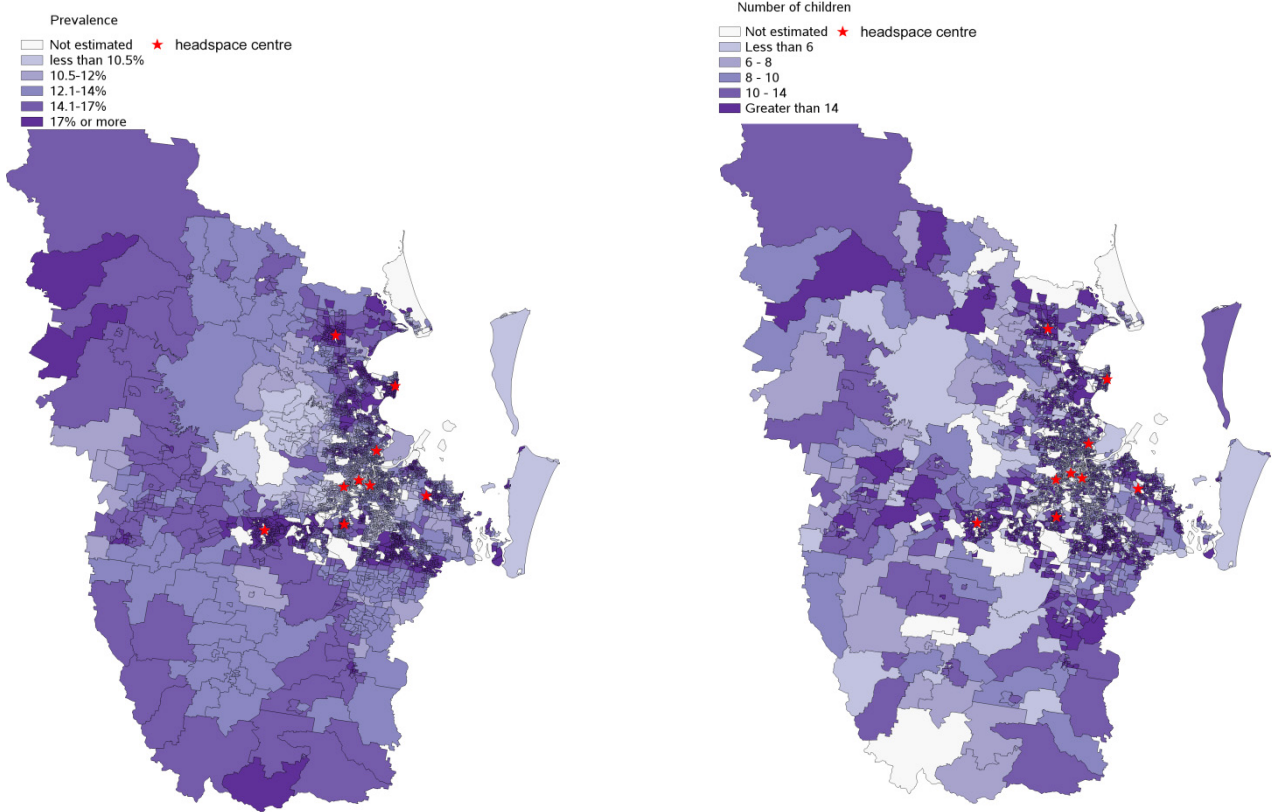 Prevalence
Not estimated headspace centre
less than 10.5%
10.5-12%
12.1-14%
14.1-17%
17% or more
Number of children
Not estimated headspace centre
Less than 6
6 - 8
8 - 10
10 - 14
Greater than 14